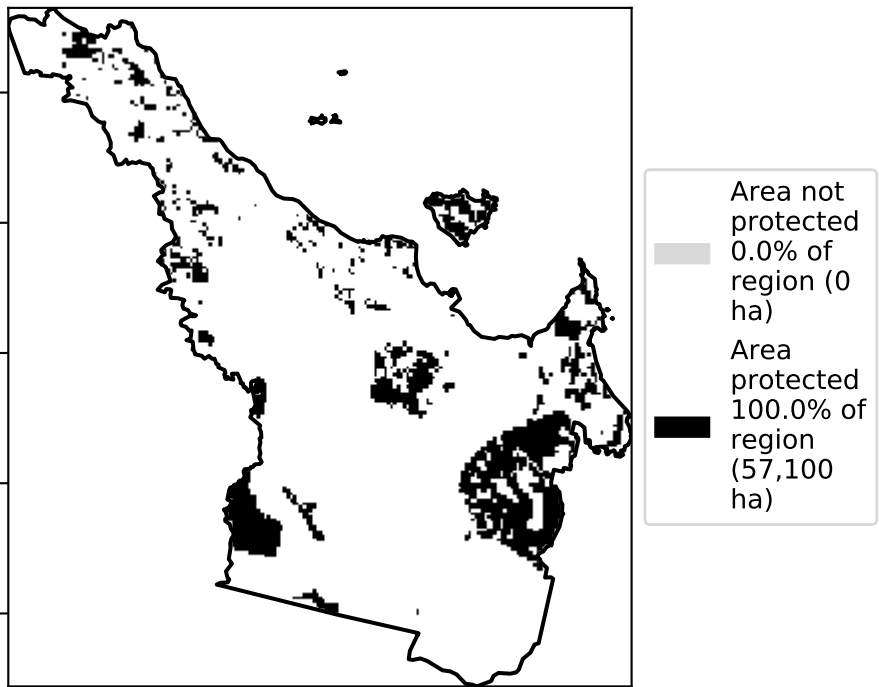 Area not
protected
0.0% of
region (0
ha)
Area
protected
100.0% of
region
(57,100
ha)